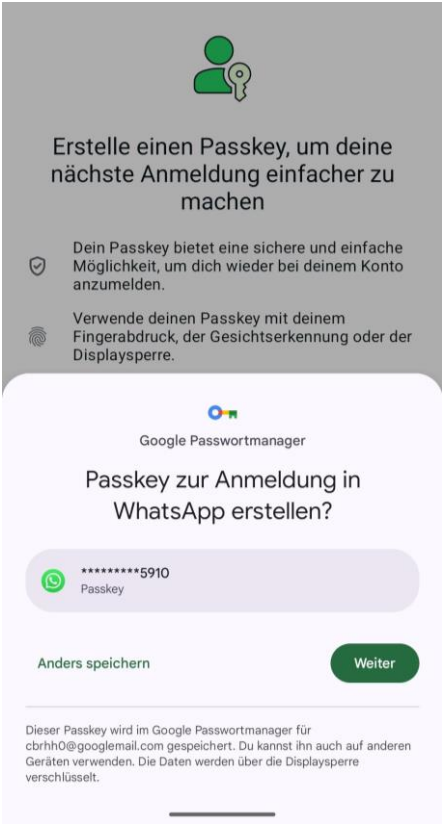 Erstelle einen Passkey, um deine
nächste Anmeldung einfacher zu
machen
Dein Passkey bietet eine sichere und einfache
Möglichkeit, um dich wieder bei deinem Konto
anzumelden.
Verwende deinen Passkey mit deinem
Fingerabdruck, der Gesichtserkennung oder der
Displaysperre.
Google Passwortmanager
Passkey zur Anmeldung in
WhatsApp erstellen?
*********5910
Passkey
Anders speichern
Weiter
Dieser Passkey wird im Google Passwortmanager für
cbrhh0@googlemail.com gespeichert. Du kannst ihn auch auf anderen
Geräten verwenden. Die Daten werden über die Displaysperre
verschlüsselt.